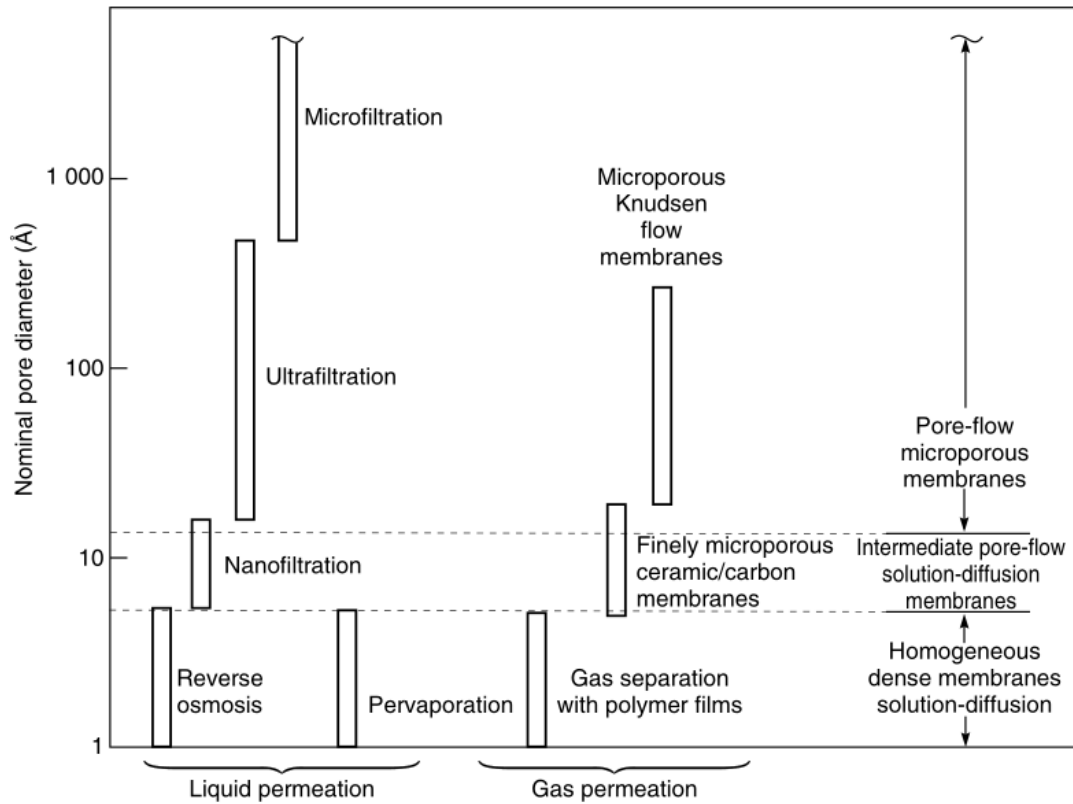 Nominal pore diameter (Å)
1 000
100
10
1
Microfiltration
Ultrafiltration
Nanofiltration
Reverse
osmosis
Pervaporation
Liquid permeation
Microporous
Knudsen
flow
membranes
Finely microporous
ceramic/carbon
membranes
Gas separation
with polymer films
Gas permeation
Pore-flow
microporous
membranes
Intermediate pore-flow
solution-diffusion
membranes
Homogeneous
dense membranes
solution-diffusion